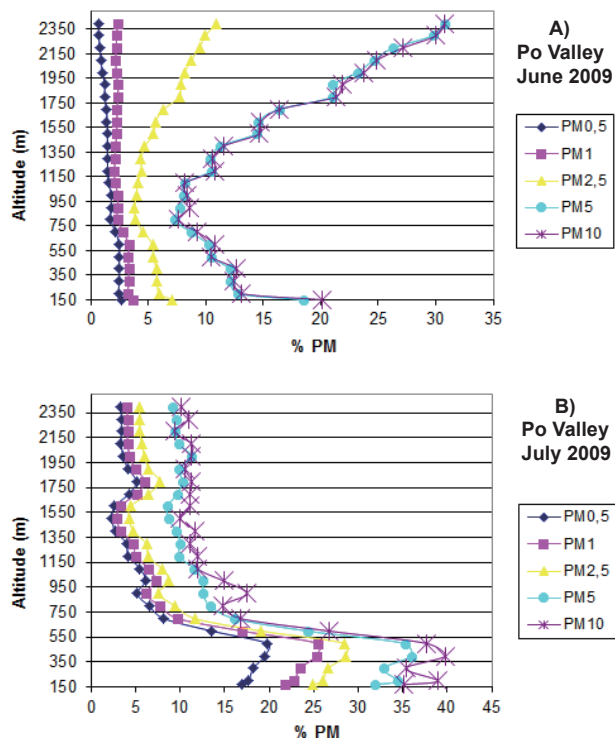 A)
Po Valley
June 2009
Altitude (m)
2350
2150
1950
1750
1550
1350
1150
950
750
550
350
150
0 5 10 15 20 25 30 35
% PM
PM0,5
PM1
PM2,5
PM5
PM10
B)
Po Valley
July 2009
Altitude (m)
2350
2150
1950
1750
1550
1350
1150
950
750
550
350
150
0 5 10 15 20 25 30 35 40 45
% PM
PM0,5
PM1
PM2,5
PM5
PM10